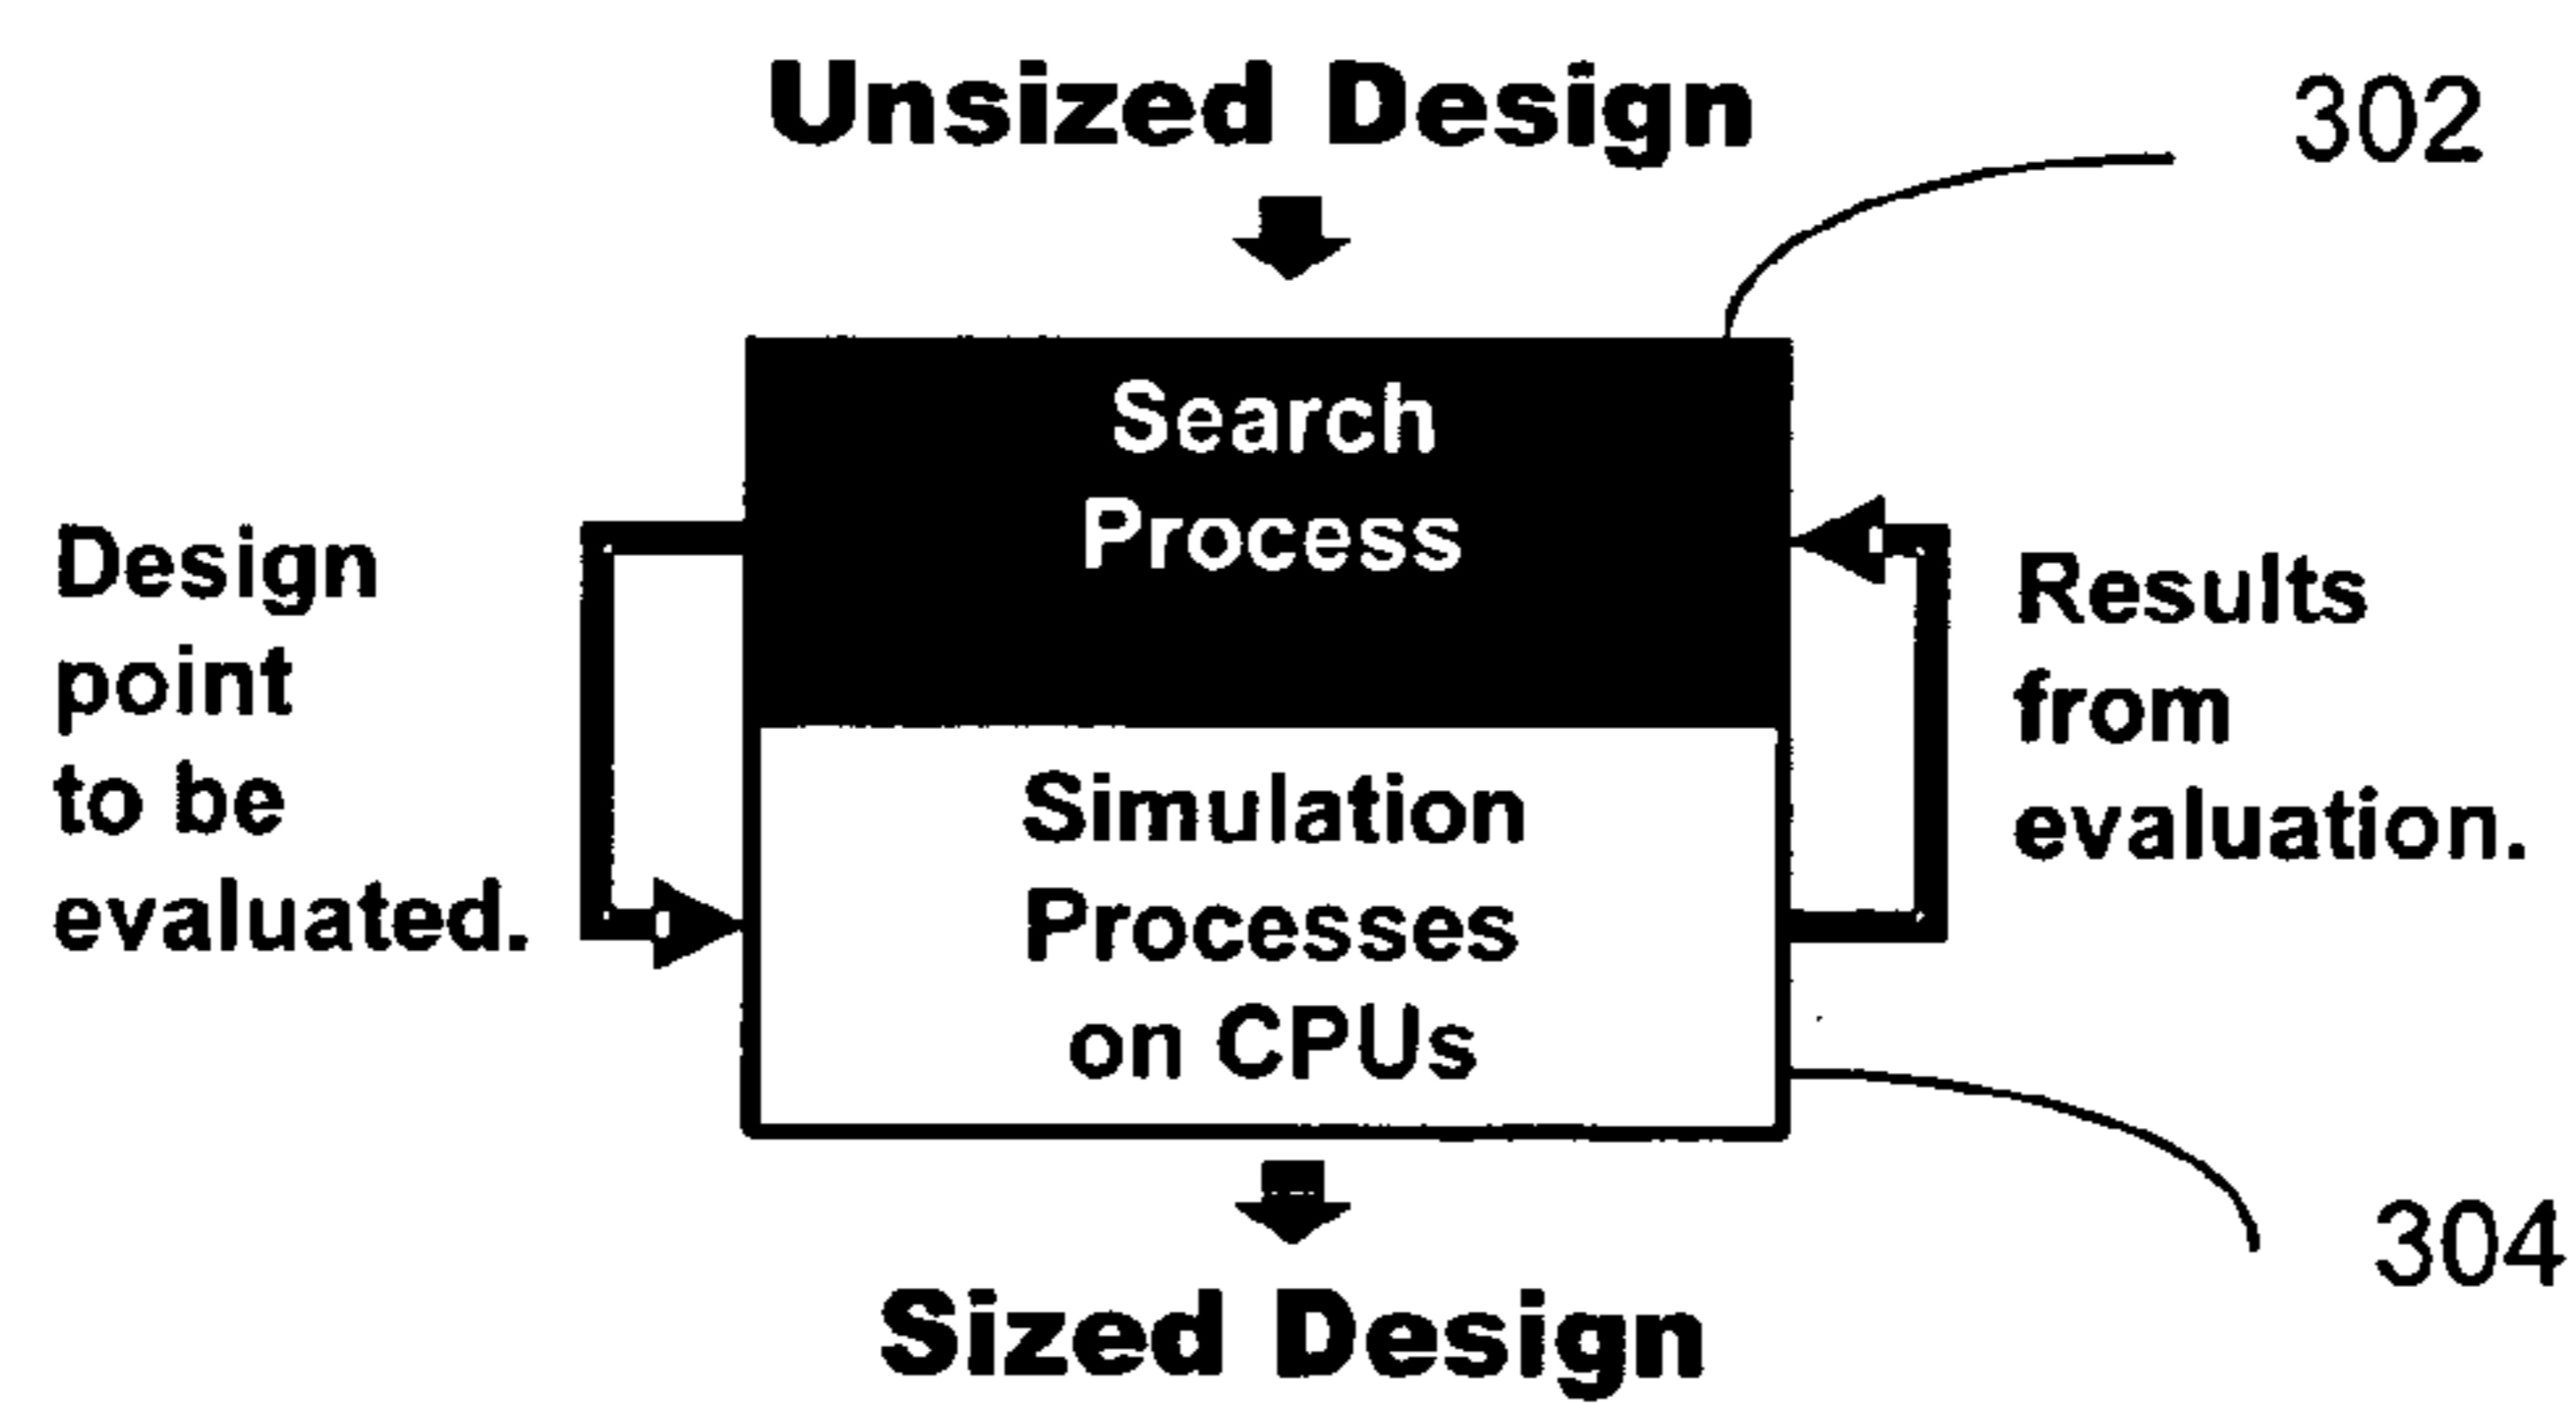 Unsized Design
302
Search
Process
Design
point
to be
evaluated.
Results
from
evaluation.
Simulation
Processes
on CPUs
304
Sized Design